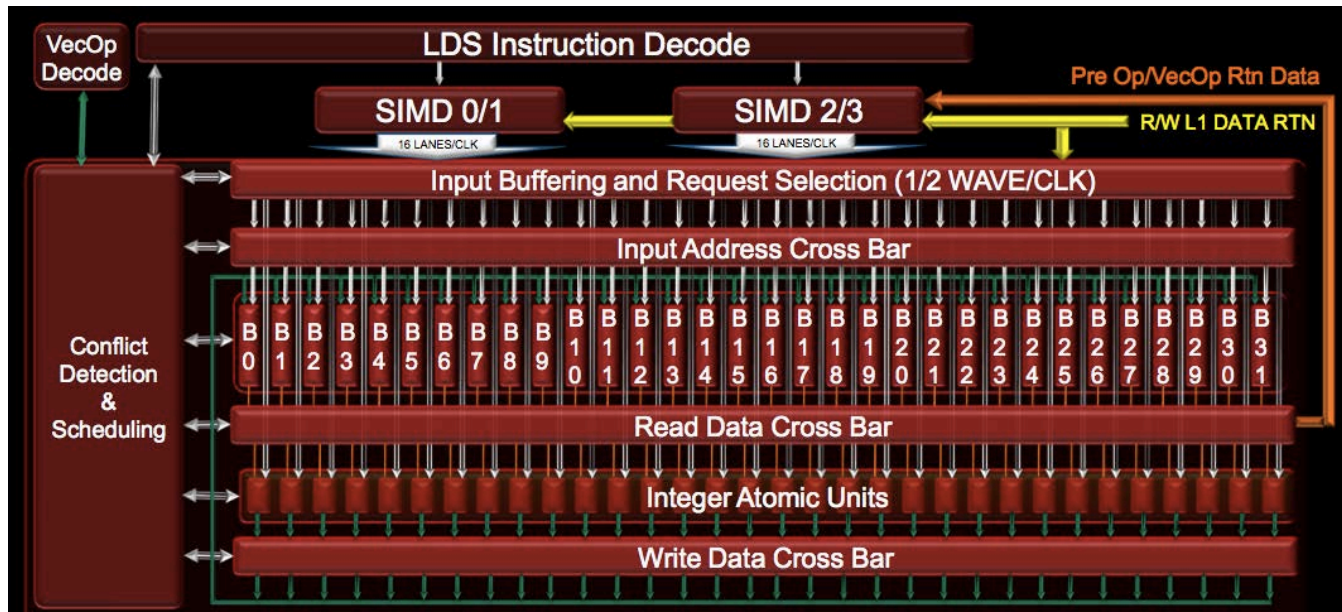 VecOp
Decode
LDS Instruction Decode
Pre Op/VecOp Rtn Data
SIMD 0/1
SIMD 2/3
R/W L1 DATA RTN
16 LANES/CLK
16 LANES/CLK
Input Buffering and Request Selection (1/2 WAVE/CLK)
Input Address Cross Bar
B0
B1
B2
B3
B4
B5
B6
B7
B8
B9
B10
B11
B12
B13
B14
B15
B16
B17
B18
B19
B20
B21
B22
B23
B24
B25
B26
B27
B28
B29
B30
B31
Conflict
Detection
&
Scheduling
Read Data Cross Bar
Integer Atomic Units
Write Data Cross Bar